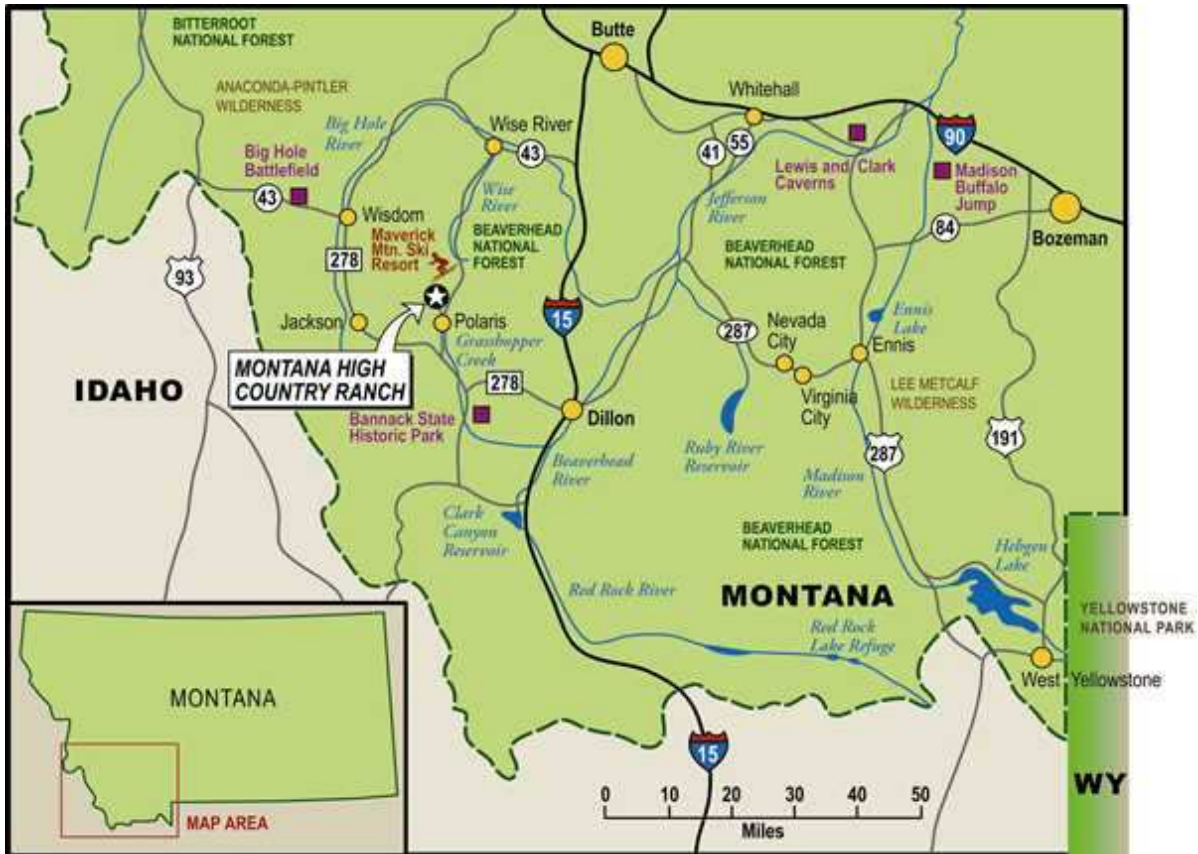 BITTERROOT
NATIONAL FOREST
Butte
ANACONDA-PINTLER
WILDERNESS
Whitehall
Big Hole
River
Wise River
43
41
55
90
Big Hole
Battlefield
Lewis and Clark
Caverns
Madison
Buffalo
Jump
43
Wise
River
Jefferson
River
Wisdom
84
Bozeman
Maverick
Mtn. Ski
Resort
BEAVERHEAD
NATIONAL
FOREST
BEAVERHEAD
NATIONAL FOREST
278
93
15
Ennis
Lake
Jackson
Polaris
287
Nevada
City
Ennis
Grasshopper
Creek
MONTANA HIGH
COUNTRY RANCH
IDAHO
278
Virginia
City
LEE METCALF
WILDERNESS
Bannack State
Historic Park
Dillon
191
Ruby River
Reservoir
287
Beaverhead
River
Madison
River
Clark
Canyon
Reservoir
BEAVERHEAD
NATIONAL FOREST
Hebgen
Lake
Red Rock River
MONTANA
YELLOWSTONE
NATIONAL PARK
Red Rock
Lake Refuge
West Yellowstone
MONTANA
15
WY
0 10 20 30 40 50
Miles
MAP AREA